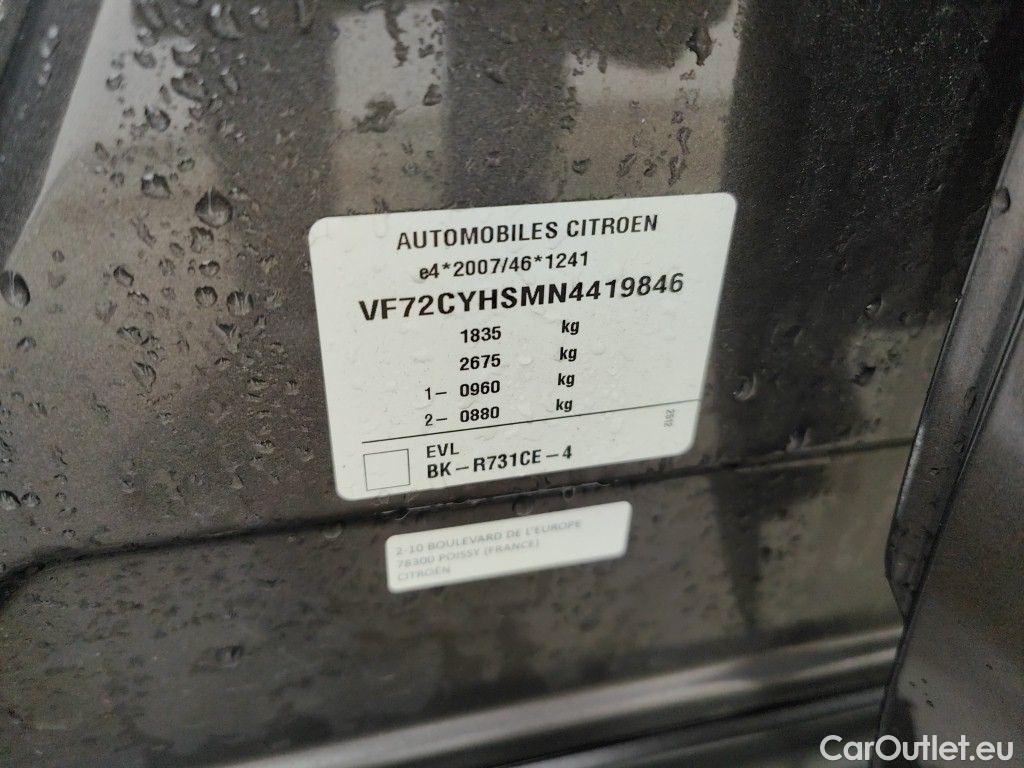 AUTOMOBILES CITROEN
e4*2007/46*1241
VF72CYHSMN4419846
1835 kg
2675 kg
1- 0960 kg
2- 0880 kg
2512
EVL
BK-R731CE-4
2-10 BOULEVARD DE L'EUROPE
78300 POISSY (FRANCE)
CITROEN
CarOutlet.eu